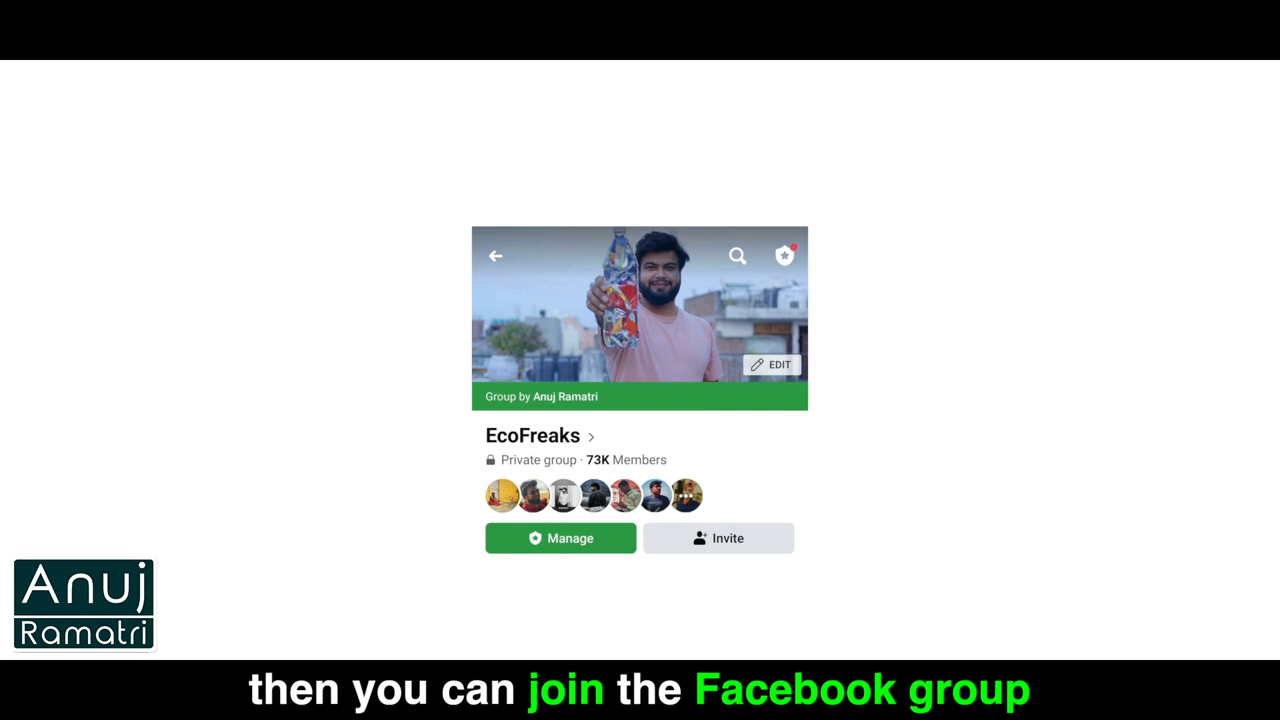 EDIT
Group by Anuj Ramatri
EcoFreaks
Private group · 73K Members
Manage
Invite
Anuj
Ramatri
then you can join the Facebook group